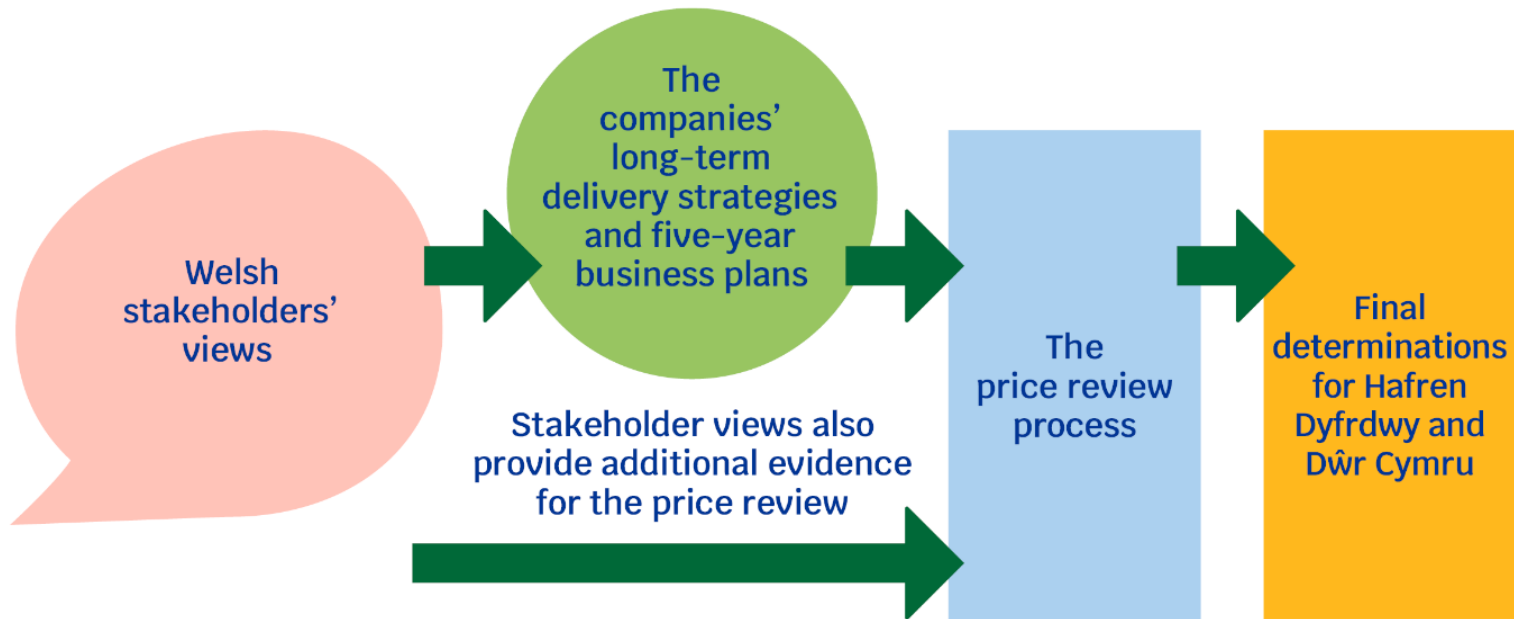 Welsh
stakeholders'
views
The
companies'
long-term
delivery strategies
and five-year
business plans
Stakeholder views also
provide additional evidence
for the price review
The
price review
process
Final
determinations
for Hafren
Dyfrdwy and
Dŵr Cymru